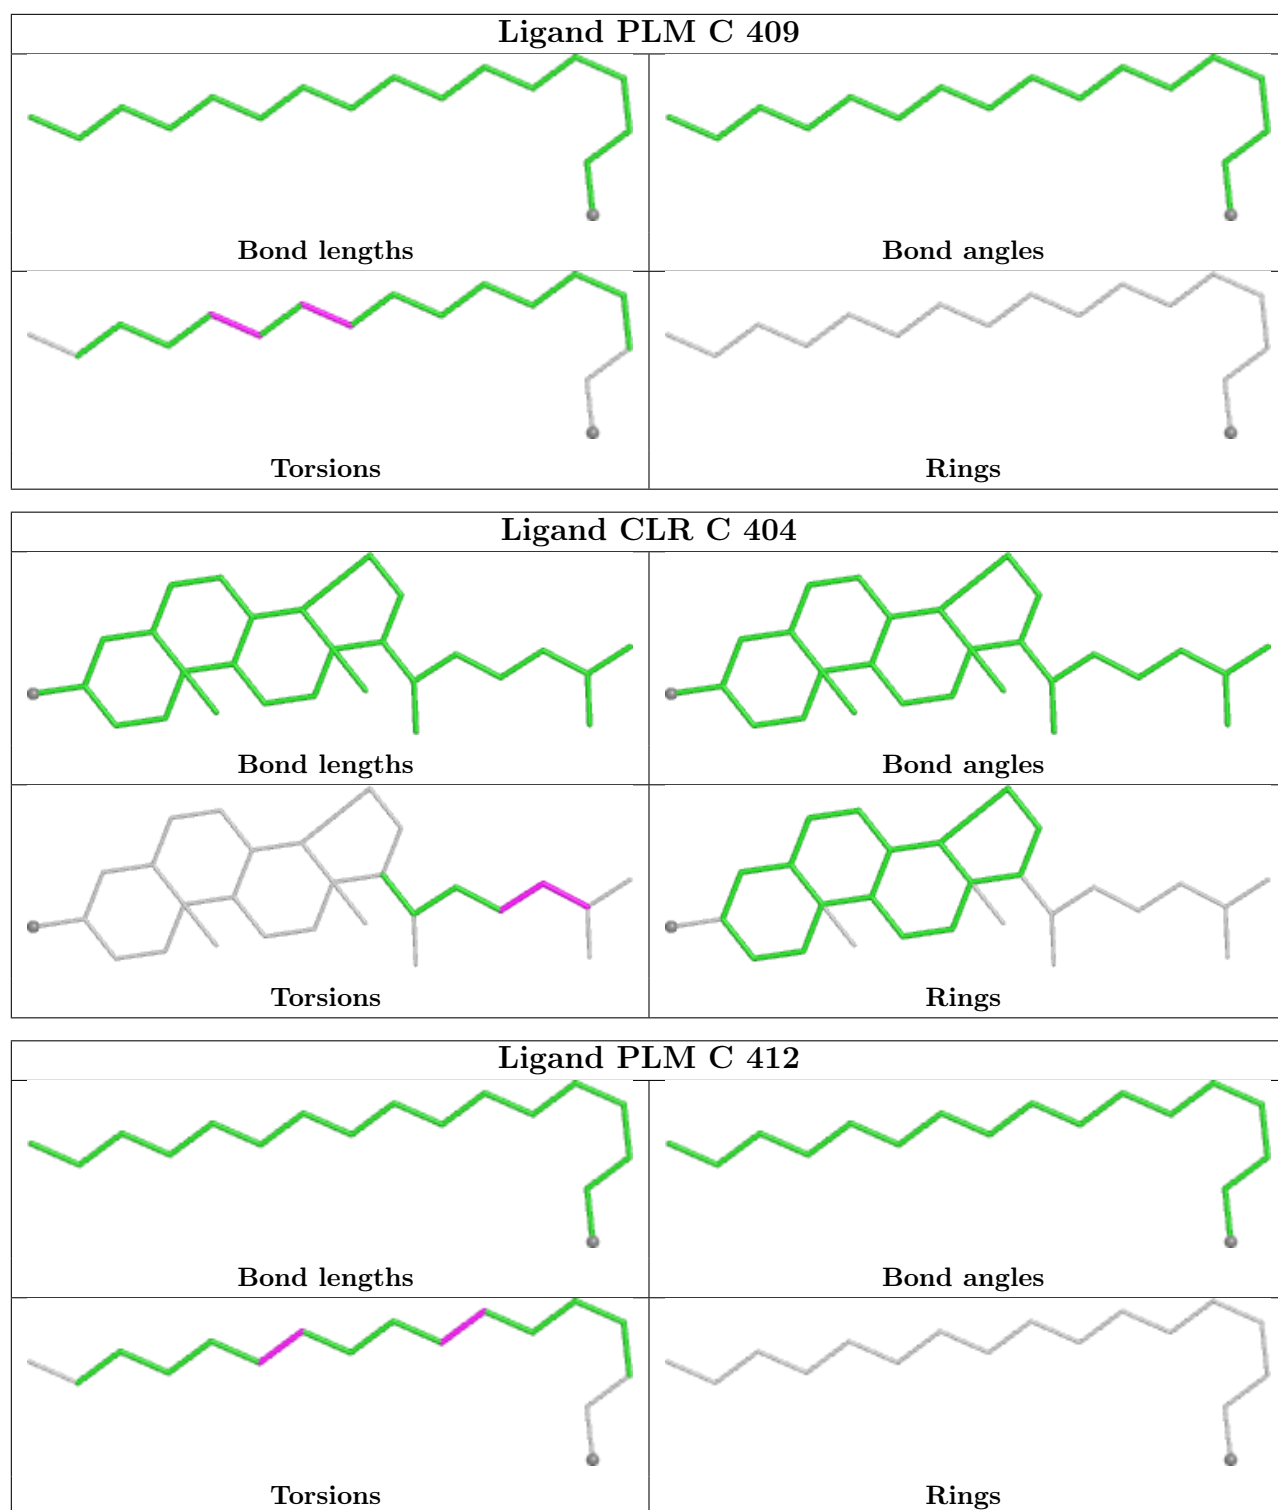 Ligand PLM C 409
Bond lengths
Bond angles
Torsions
Rings
Ligand CLR C 404
Bond lengths
Bond angles
Torsions
Rings
Ligand PLM C 412
Bond lengths
Bond angles
Torsions
Rings